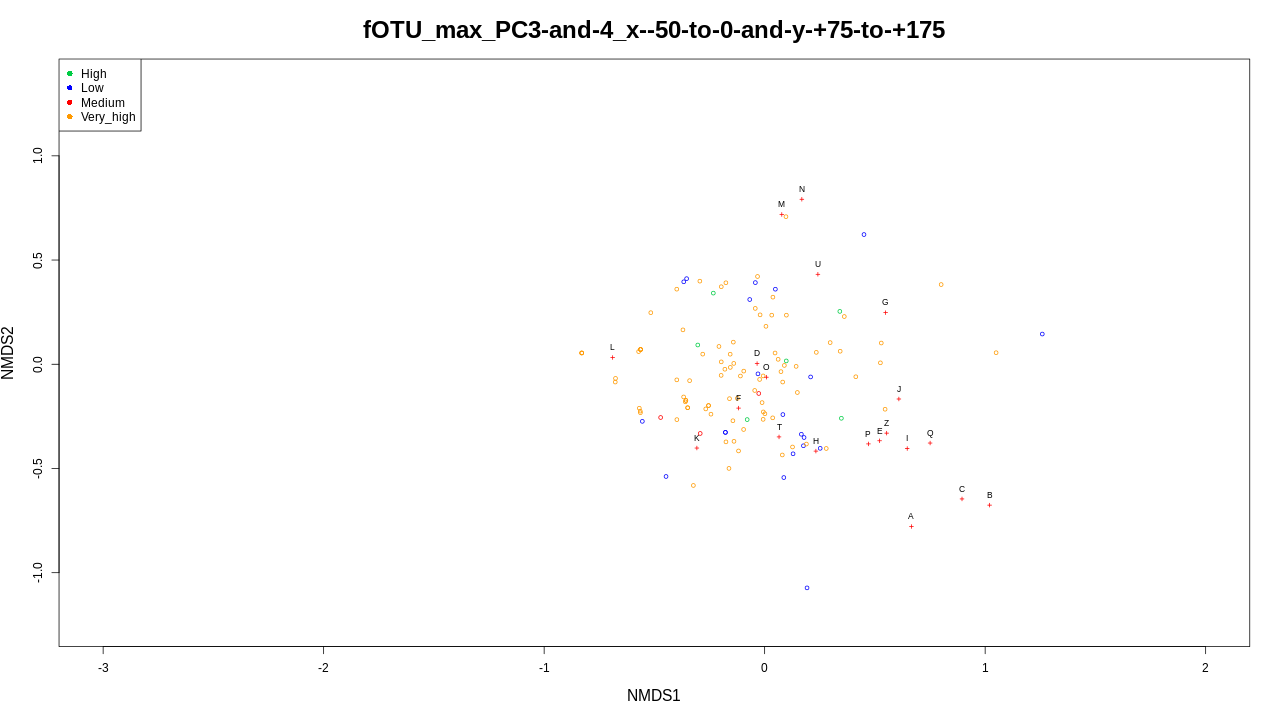 fOTU_max_PC3-and-4_x--50-to-0-and-y-+75-to-+175
High
Low
Medium
Very_high
1.0
0.5
0.0
-0.5
-1.0
NMDS2
N
M
U
G
L
D
O
J
F
Z
T
P
E
Q
K
H
I
C
B
A
-3
-2
-1
0
1
2
NMDS1